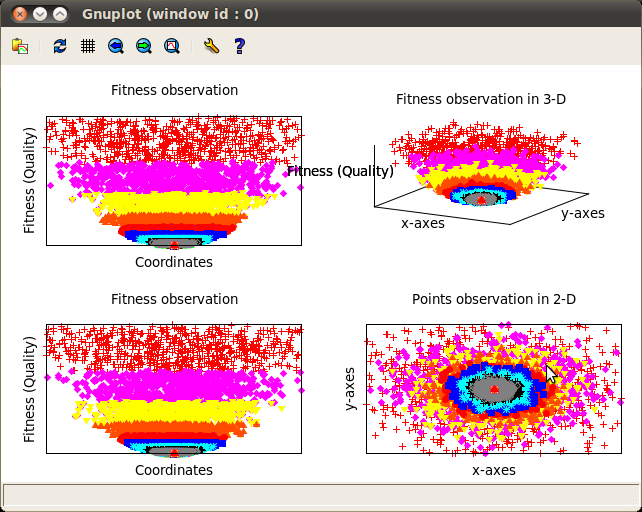 Gnuplot (window id : 0)
Fitness observation
Fitness (Quality)
Coordinates
Fitness observation in 3-D
Fitness (Quality)
x-axes
y-axes
Fitness observation
Fitness (Quality)
Coordinates
Points observation in 2-D
y-axes
x-axes